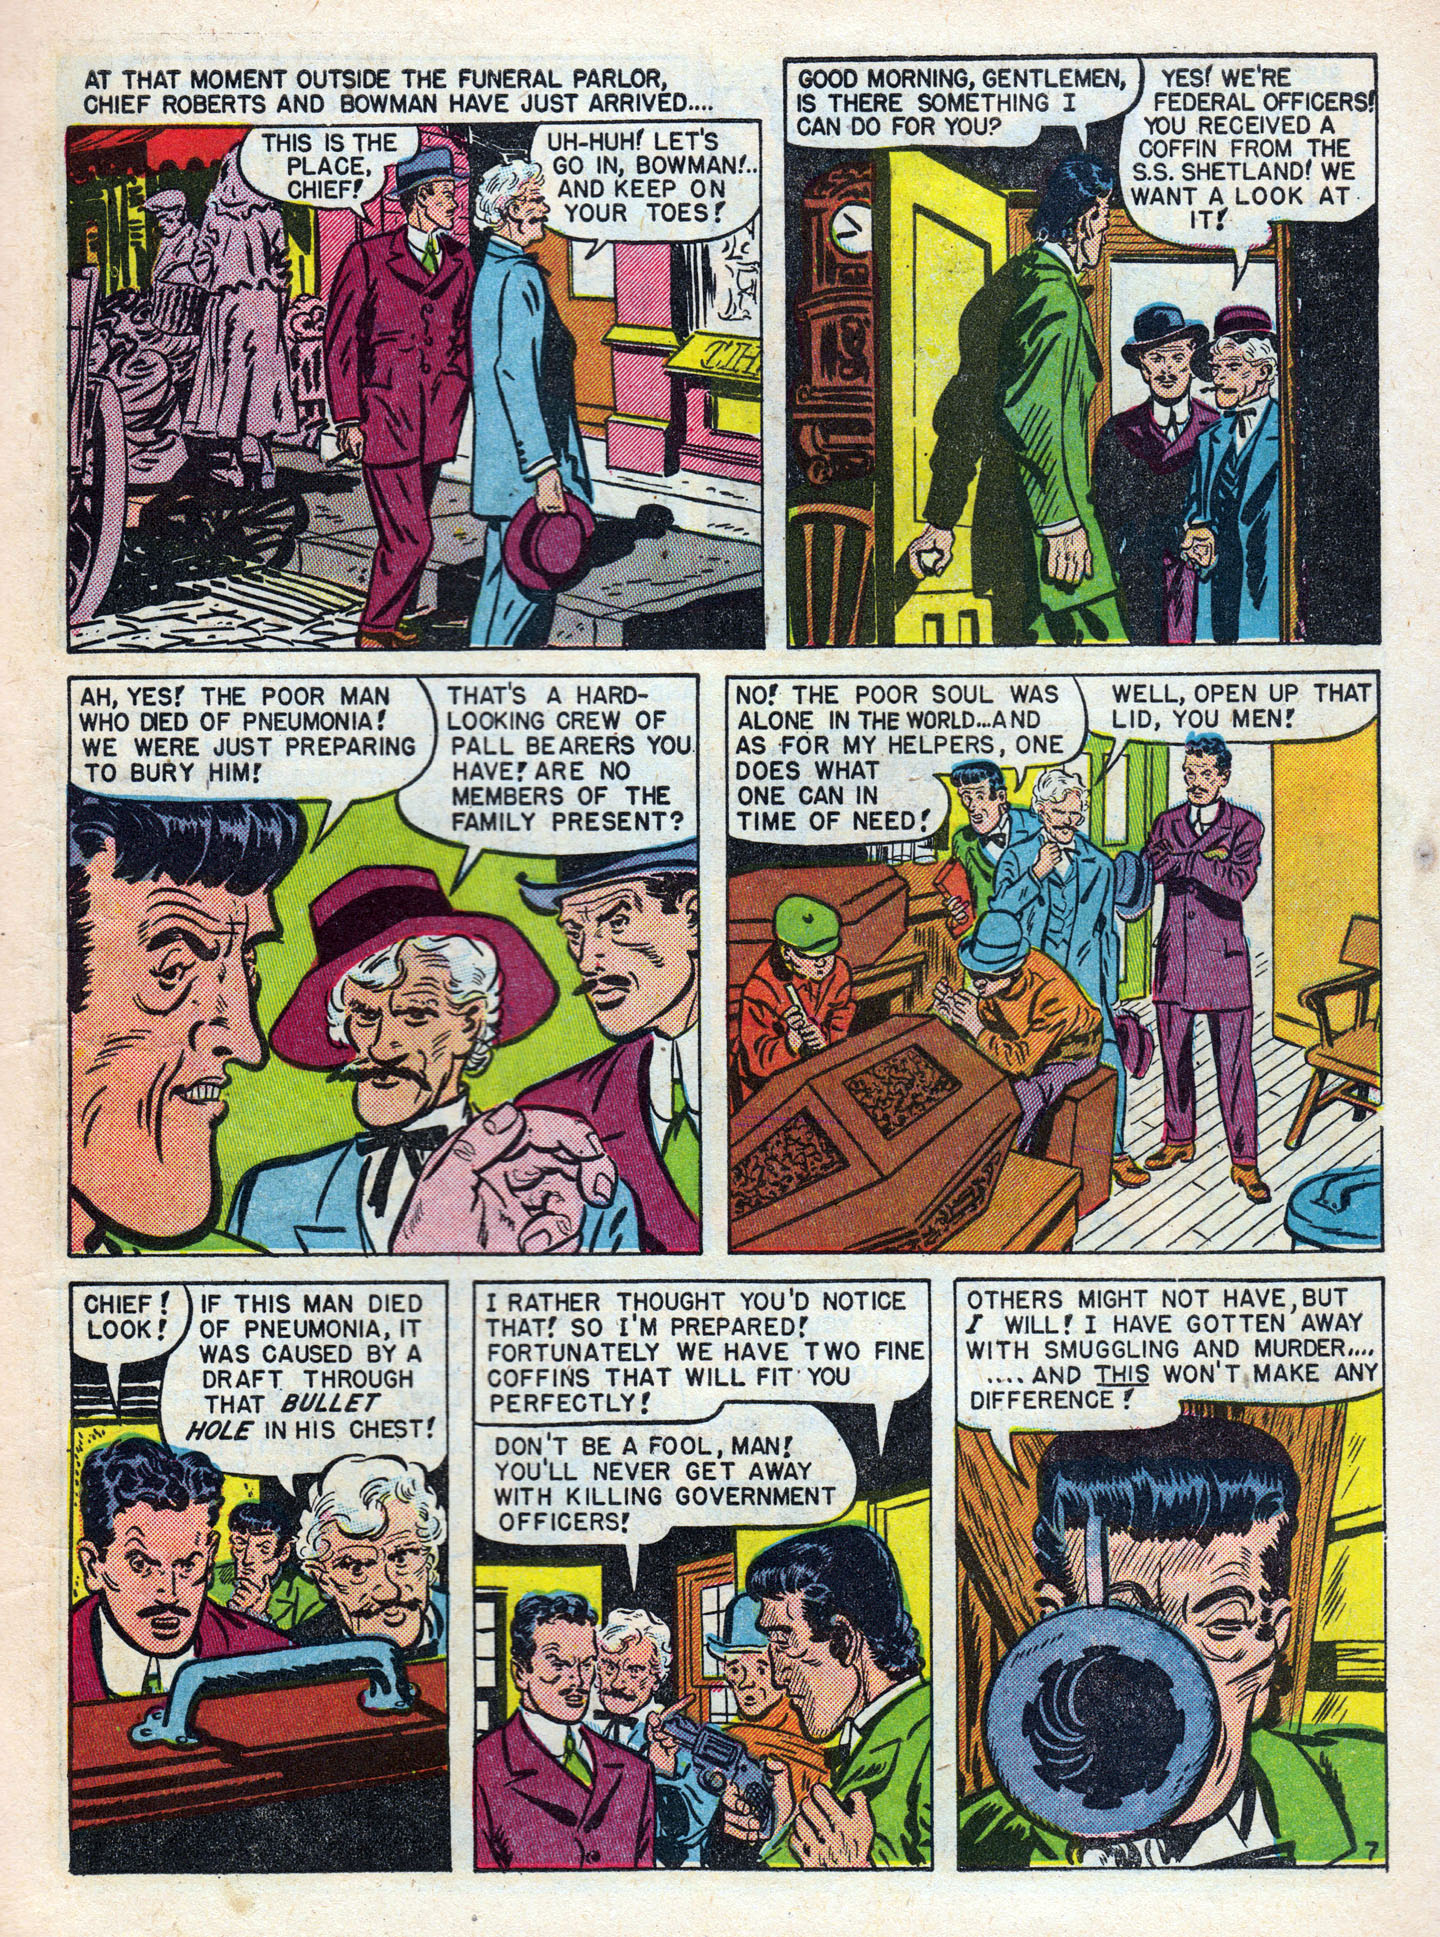 AT THAT MOMENT OUTSIDE THE FUNERAL PARLOR,
CHIEF ROBERTS AND BOWMAN HAVE JUST ARRIVED....
THIS IS THE
PLACE,
CHIEF!
UH-HUH! LET'S
GO IN, BOWMAN!..
AND KEEP ON
YOUR TOES!
T.H
GOOD MORNING, GENTLEMEN,
IS THERE SOMETHING I
CAN DO FOR YOU?
YES! WE'RE
FEDERAL OFFICERS!
YOU RECEIVED A
COFFIN FROM THE
S.S. SHETLAND! WE
WANT A LOOK AT
IT!
AH, YES! THE POOR MAN
WHO DIED OF PNEUMONIA!
WE WERE JUST PREPARING
TO BURY HIM!
THAT'S A HARD-
LOOKING CREW OF
PALL BEARERS YOU
HAVE! ARE NO
MEMBERS OF THE
FAMILY PRESENT?
NO! THE POOR SOUL WAS
ALONE IN THE WORLD...AND
AS FOR MY HELPERS, ONE
DOES WHAT
ONE CAN IN
TIME OF NEED!
WELL, OPEN UP THAT
LID, YOU MEN!
CHIEF!
LOOK!
IF THIS MAN DIED
OF PNEUMONIA, IT
WAS CAUSED BY A
DRAFT THROUGH
THAT BULLET
HOLE IN HIS CHEST!
I RATHER THOUGHT YOU'D NOTICE
THAT! SO I'M PREPARED!
FORTUNATELY WE HAVE TWO FINE
COFFINS THAT WILL FIT YOU
PERFECTLY!
DON'T BE A FOOL, MAN!
YOU'LL NEVER GET AWAY
WITH KILLING GOVERNMENT
OFFICERS!
OTHERS MIGHT NOT HAVE, BUT
I WILL! I HAVE GOTTEN AWAY
WITH SMUGGLING AND MURDER....
....AND THIS WON'T MAKE ANY
DIFFERENCE!
7